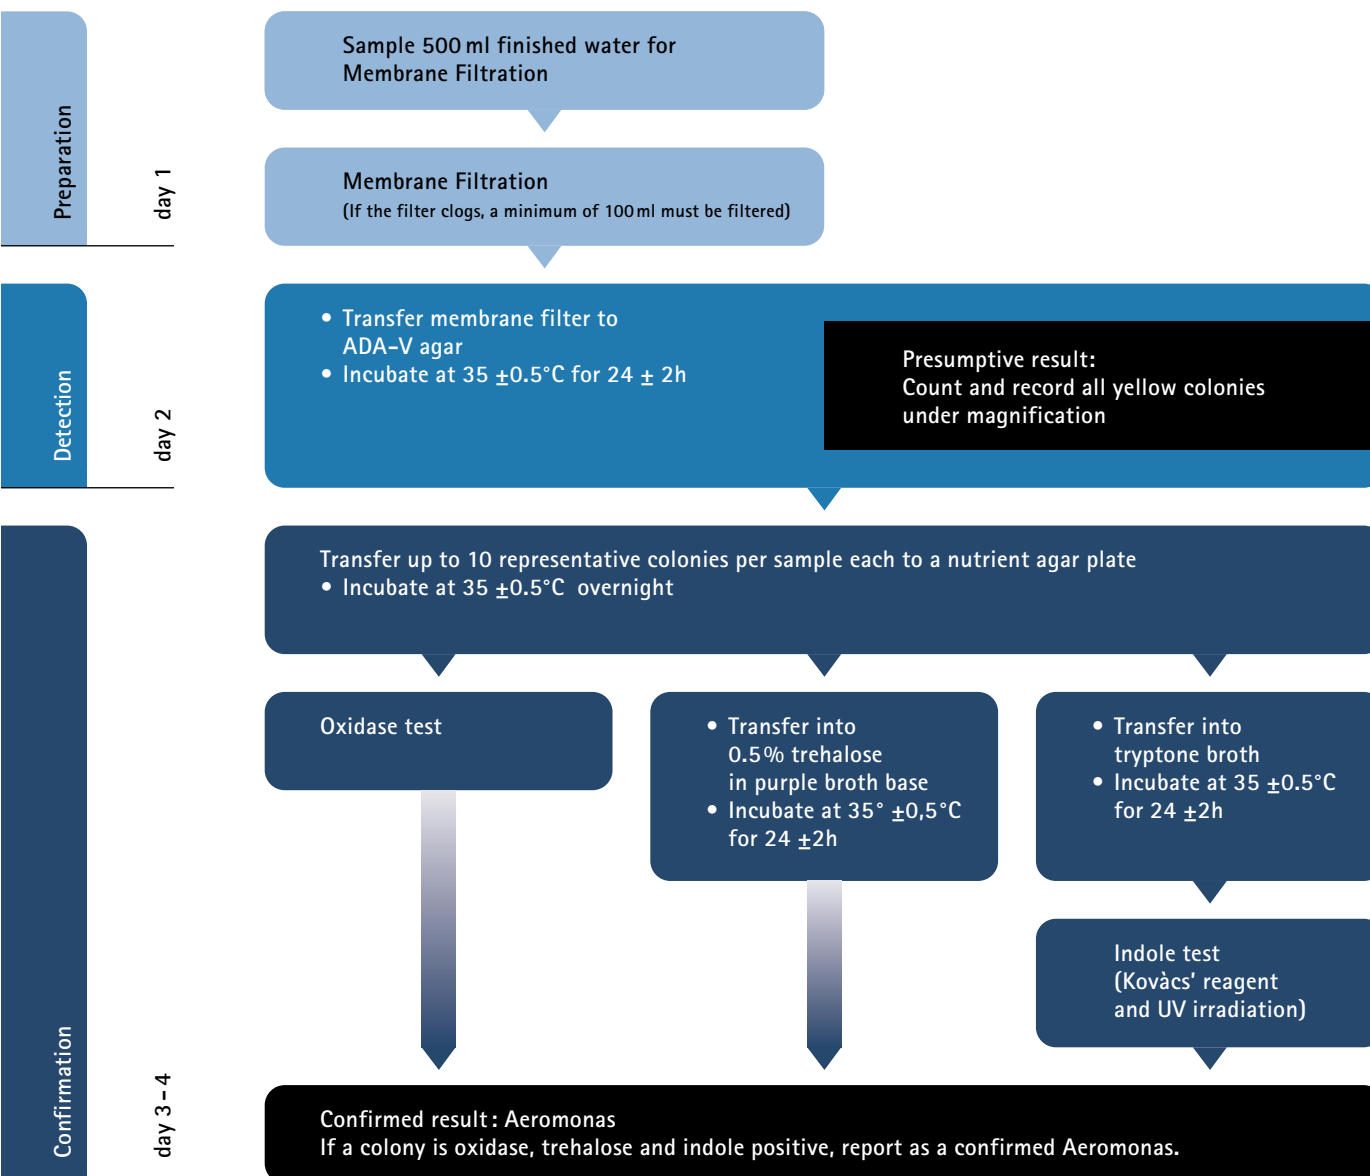 Preparation
day 1
Sample 500 ml finished water for
Membrane Filtration
Membrane Filtration
(If the filter clogs, a minimum of 100 ml must be filtered)
Detection
day 2
• Transfer membrane filter to
ADA-V agar
• Incubate at 35 ±0.5°C for 24 ± 2h
Presumptive result:
Count and record all yellow colonies
under magnification
Confirmation
day 3 – 4
Transfer up to 10 representative colonies per sample each to a nutrient agar plate
• Incubate at 35 ±0.5°C overnight
Oxidase test
• Transfer into
0.5% trehalose
in purple broth base
• Incubate at 35° ±0,5°C
for 24 ±2h
• Transfer into
tryptone broth
• Incubate at 35 ±0.5°C
for 24 ±2h
Indole test
(Kovàcs' reagent
and UV irradiation)
Confirmed result: Aeromonas
If a colony is oxidase, trehalose and indole positive, report as a confirmed Aeromonas.